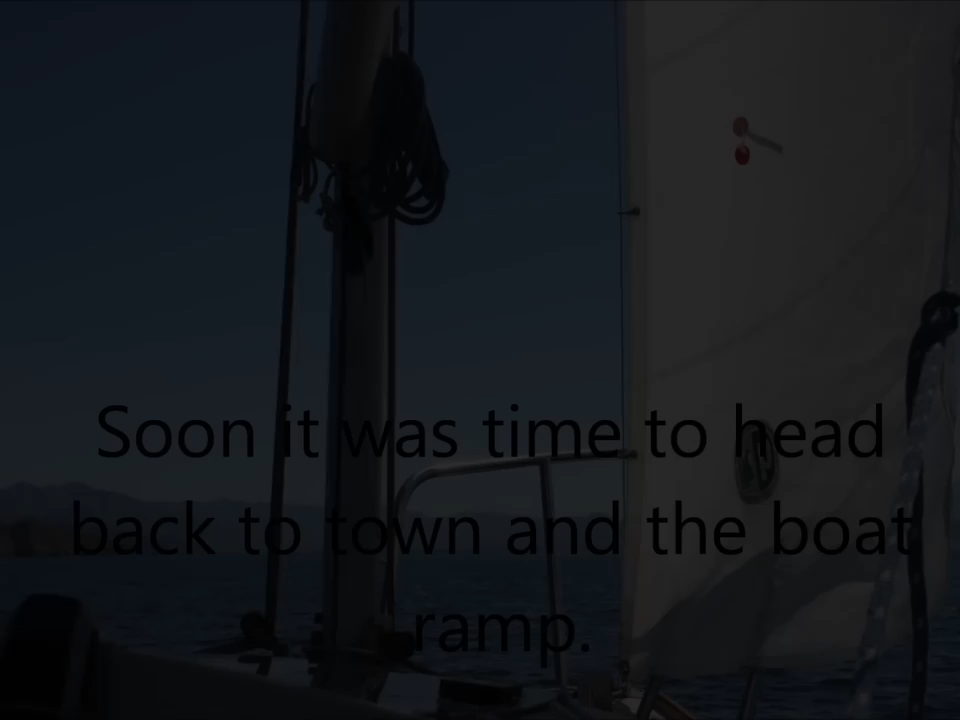 Soon it was time to head
back to town and the boat
ramp.